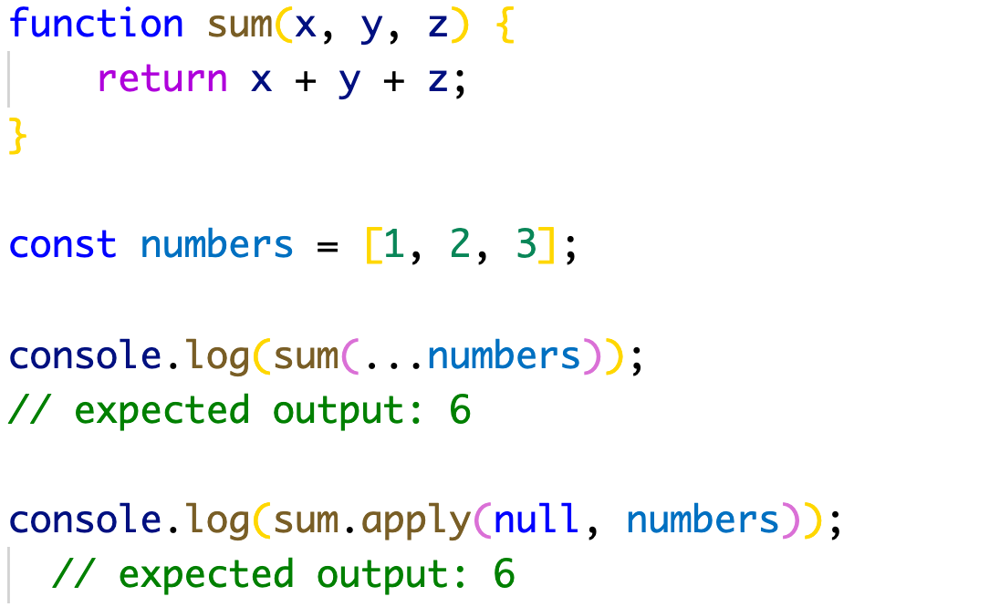 function sum(x, y, z) {
    return x + y + z;
}

const numbers = [1, 2, 3];

console.log(sum(...numbers));
// expected output: 6

console.log(sum.apply(null, numbers));
  // expected output: 6